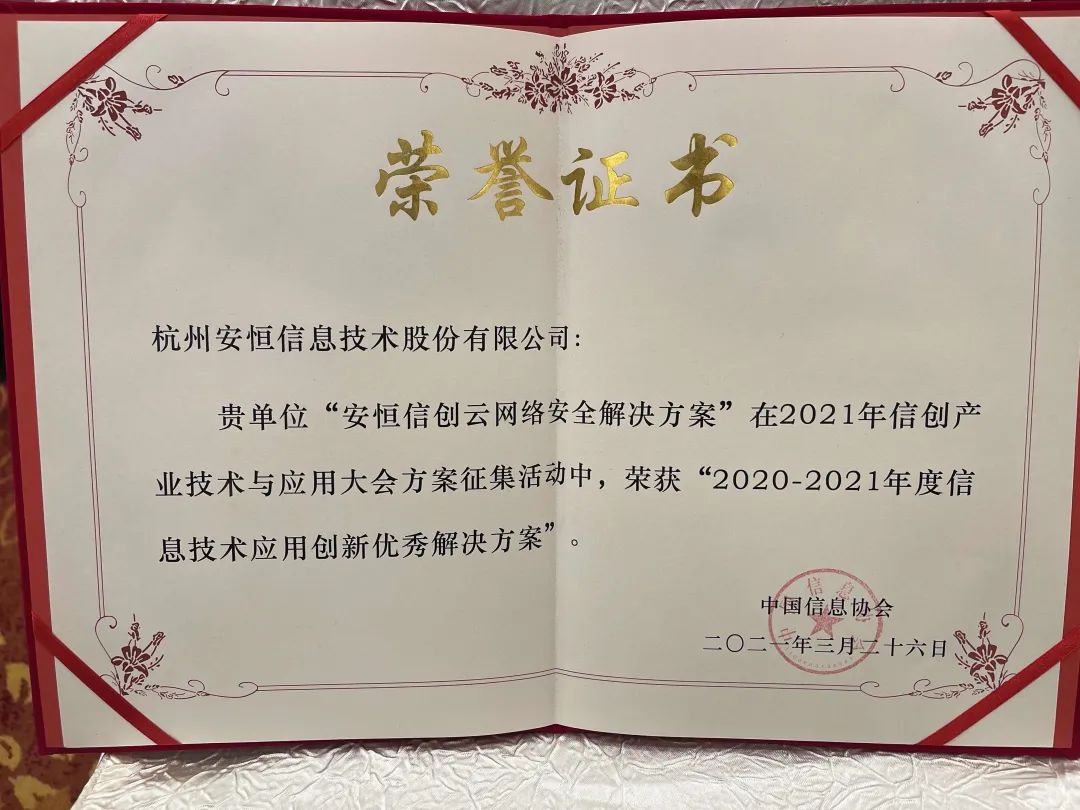 荣誉证书
杭州安恒信息技术股份有限公司：
贵单位“安恒信创云网络安全解决方案”在2021年信创产
业技术与应用大会方案征集活动中，荣获“2020-2021年度信
息技术应用创新优秀解决方案”。
中国信息协会
二〇二一年三月二十六日